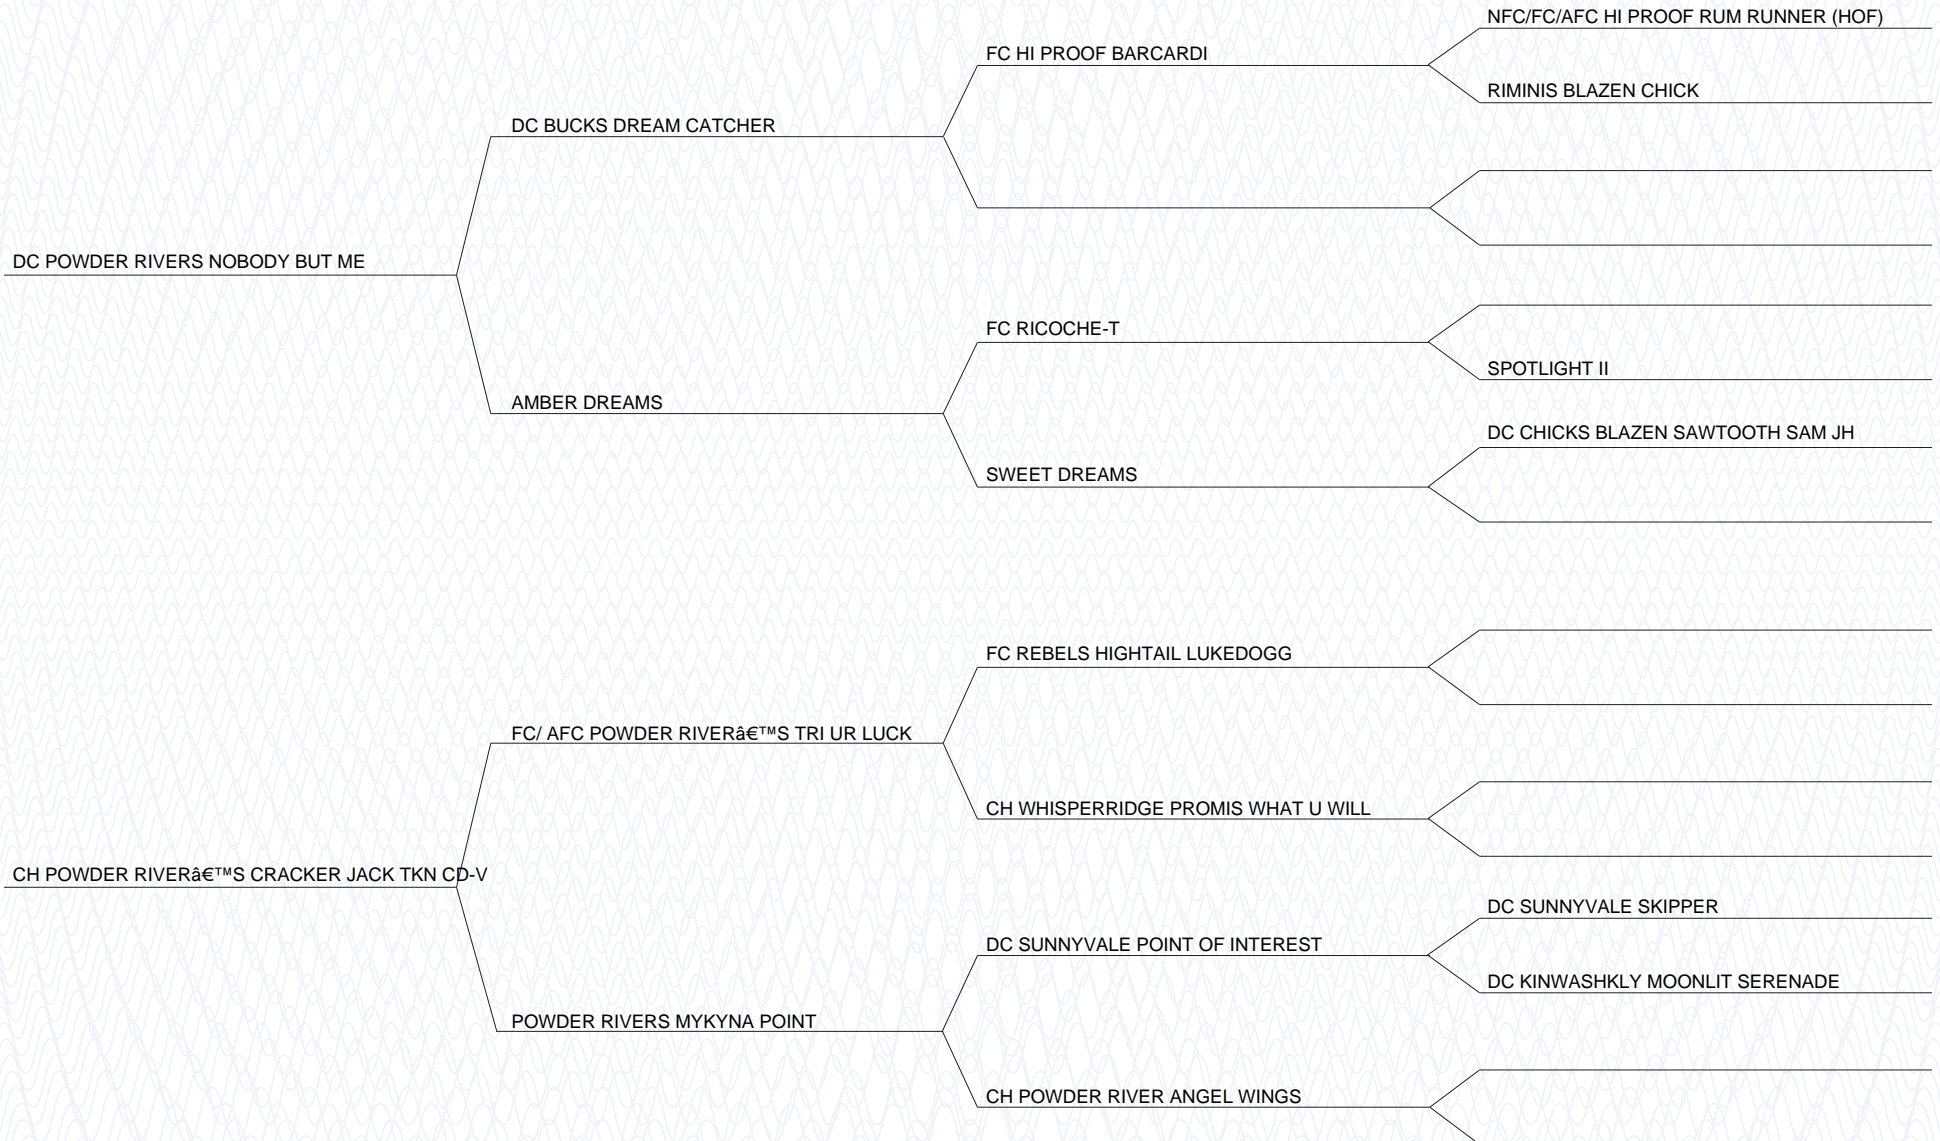 NFC/FC/AFC HI PROOF RUM RUNNER (HOF)
FC HI PROOF BARCARDI
RIMINIS BLAZEN CHICK
DC BUCKS DREAM CATCHER
DC POWDER RIVERS NOBODY BUT ME
FC RICOCHE-T
SPOTLIGHT II
AMBER DREAMS
DC CHICKS BLAZEN SAWTOOTH SAM JH
SWEET DREAMS
FC REBELS HIGHTAIL LUKEDOGG
FC/ AFC POWDER RIVER’S TRI UR LUCK
CH WHISPERRIDGE PROMIS WHAT U WILL
CH POWDER RIVER’S CRACKER JACK TKN CD-V
DC SUNNYVALE SKIPPER
DC SUNNYVALE POINT OF INTEREST
DC KINWASHKLY MOONLIT SERENADE
POWDER RIVERS MYKYNA POINT
CH POWDER RIVER ANGEL WINGS